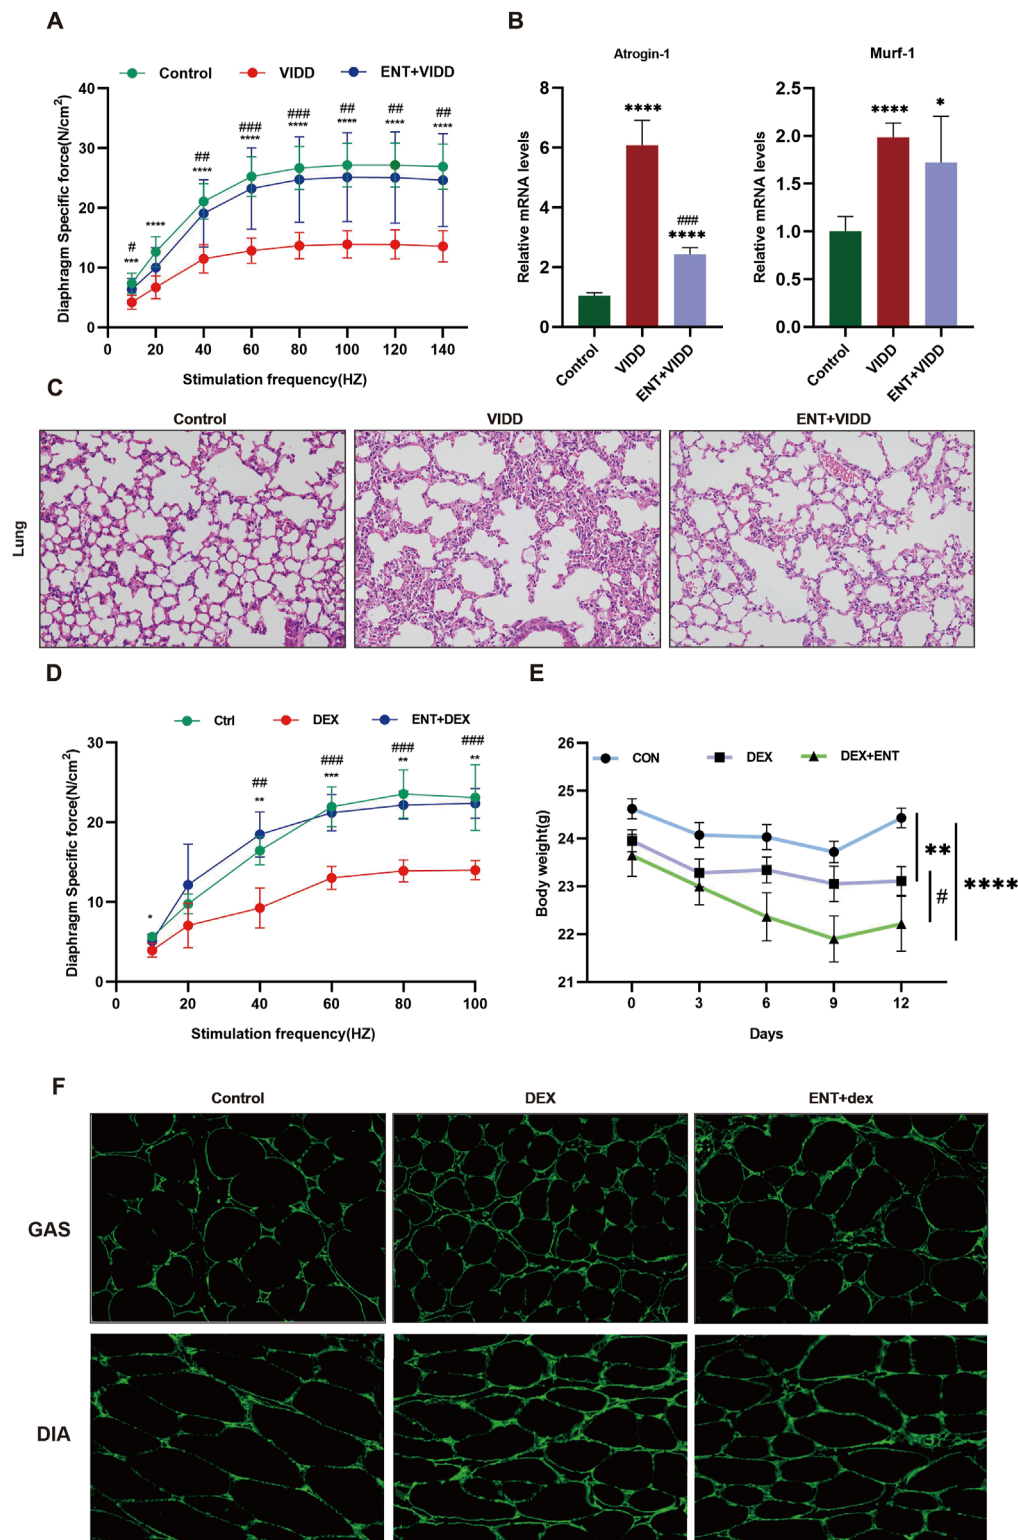 A
Control VIDD ENT+VIDD
Diaphragm Specific force(N/cm²)
40
30
20
10
0
# ## ### ### ## ## ##
*** **** **** **** **** **** **** ****
0 20 40 60 80 100 120 140
Stimulation frequency(HZ)
B
Atrogin-1
Relative mRNA levels
8
6
4
2
0
****
###
****
Control VIDD ENT+VIDD
Murf-1
Relative mRNA levels
2.5
2.0
1.5
1.0
0.5
0.0
**** *
Control VIDD ENT+VIDD
C
Control VIDD ENT+VIDD
Lung
D
Ctrl DEX ENT+DEX
Diaphragm Specific force(N/cm²)
30
20
10
0
## ### ### ###
* ** *** ** **
0 20 40 60 80 100
Stimulation frequency(HZ)
E
CON DEX DEX+ENT
Body weight(g)
26
25
24
23
22
21
**
#
****
0 3 6 9 12
Days
F
Control DEX ENT+dex
GAS
DIA